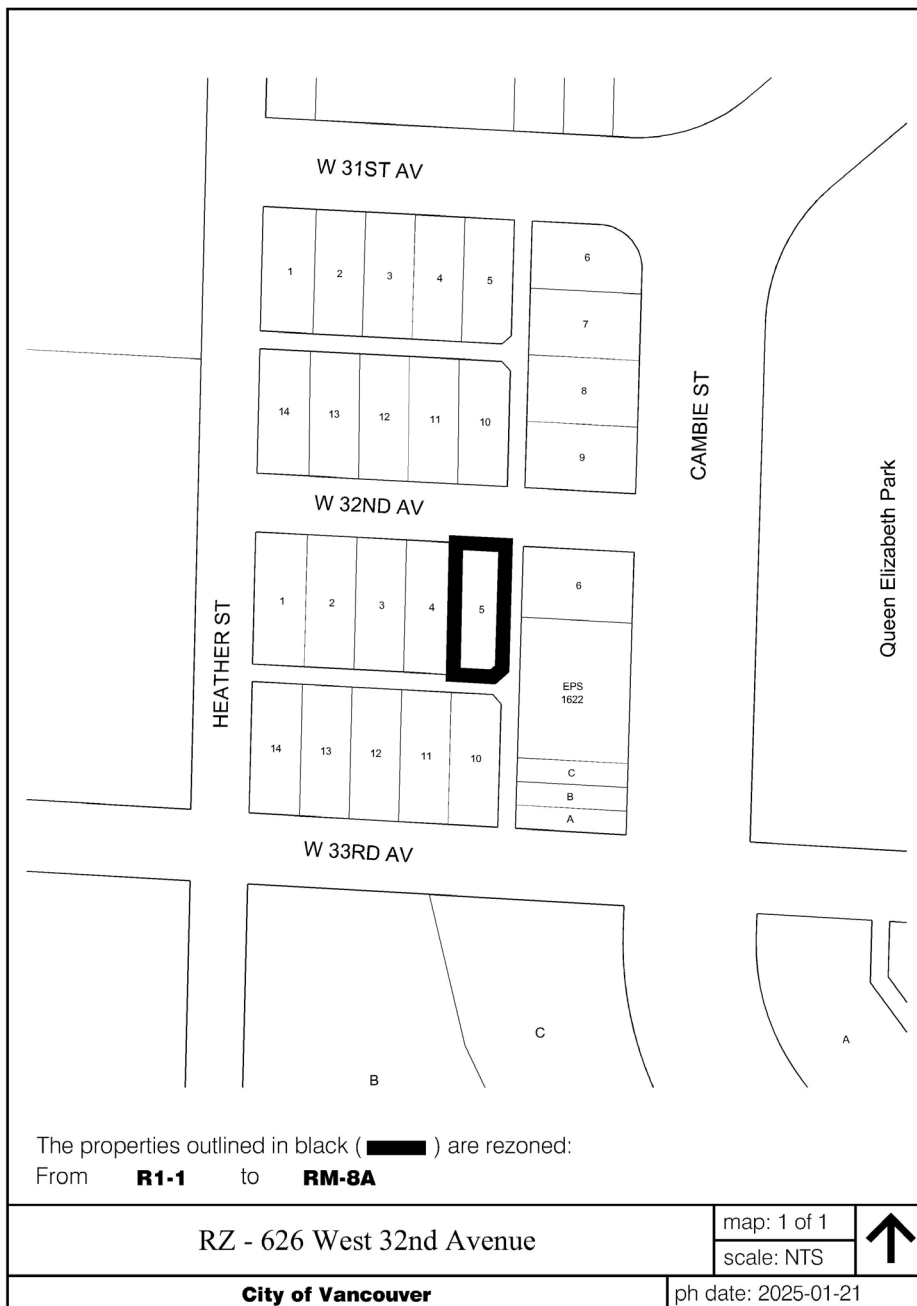 W 31ST AV
1 2 3 4 5
6
7
8
9
14 13 12 11 10
CAMBIE ST
Queen Elizabeth Park
W 32ND AV
HEATHER ST
1 2 3 4 5
6
EPS
1622
C
B
A
14 13 12 11 10
W 33RD AV
B
C
A
The properties outlined in black ( ) are rezoned:
From R1-1 to RM-8A
RZ - 626 West 32nd Avenue
map: 1 of 1
scale: NTS
City of Vancouver
ph date: 2025-01-21